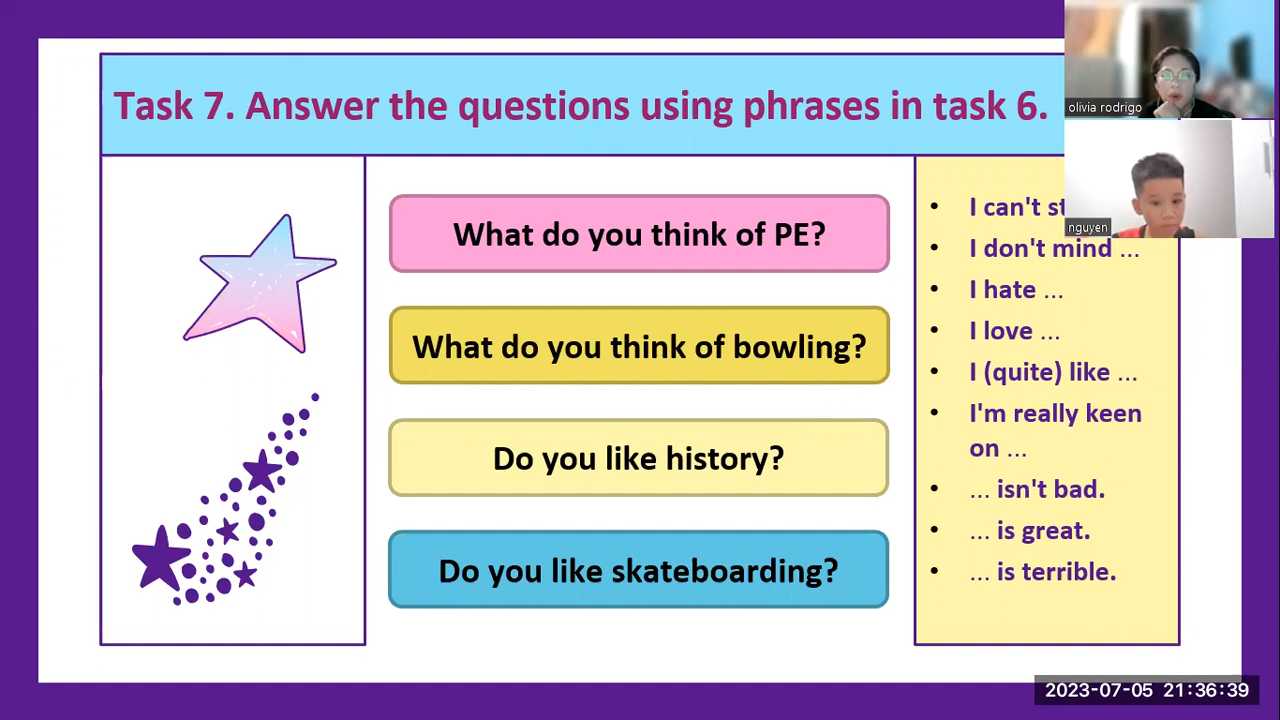 Task 7. Answer the questions using phrases in task 6.
What do you think of PE?
What do you think of bowling?
Do you like history?
Do you like skateboarding?
• I can't
• I don't mind ...
• I hate ...
• I love ...
• I (quite) like ...
• I'm really keen
on ...
• ... isn't bad.
• ... is great.
• ... is terrible.
olivia rodrigo
nguyen
2023-07-05 21:36:39